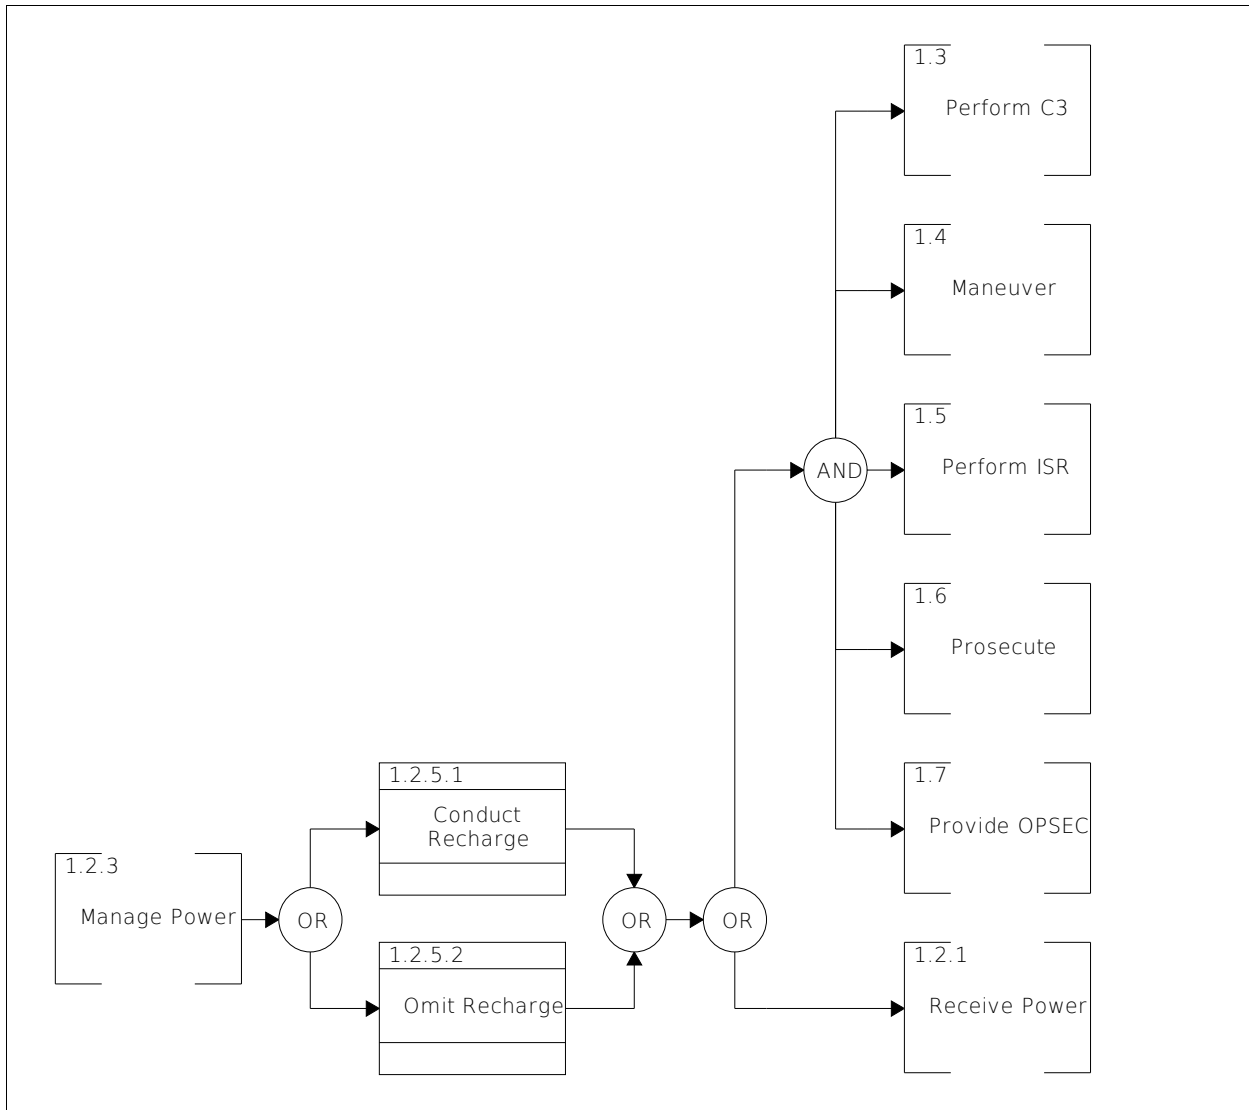 1.3
Perform C3
1.4
Maneuver
1.5
AND
Perform ISR
1.6
Prosecute
1.7
Provide OPSEC
1.2.5.1
Conduct
Recharge
1.2.3
Manage Power
OR
OR
OR
1.2.5.2
Omit Recharge
1.2.1
Receive Power